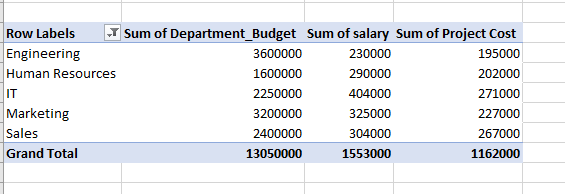 Row Labels Sum of Department_Budget Sum of salary Sum of Project Cost
Engineering 3600000 230000 195000
Human Resources 1600000 290000 202000
IT 2250000 404000 271000
Marketing 3200000 325000 227000
Sales 2400000 304000 267000
Grand Total 13050000 1553000 1162000